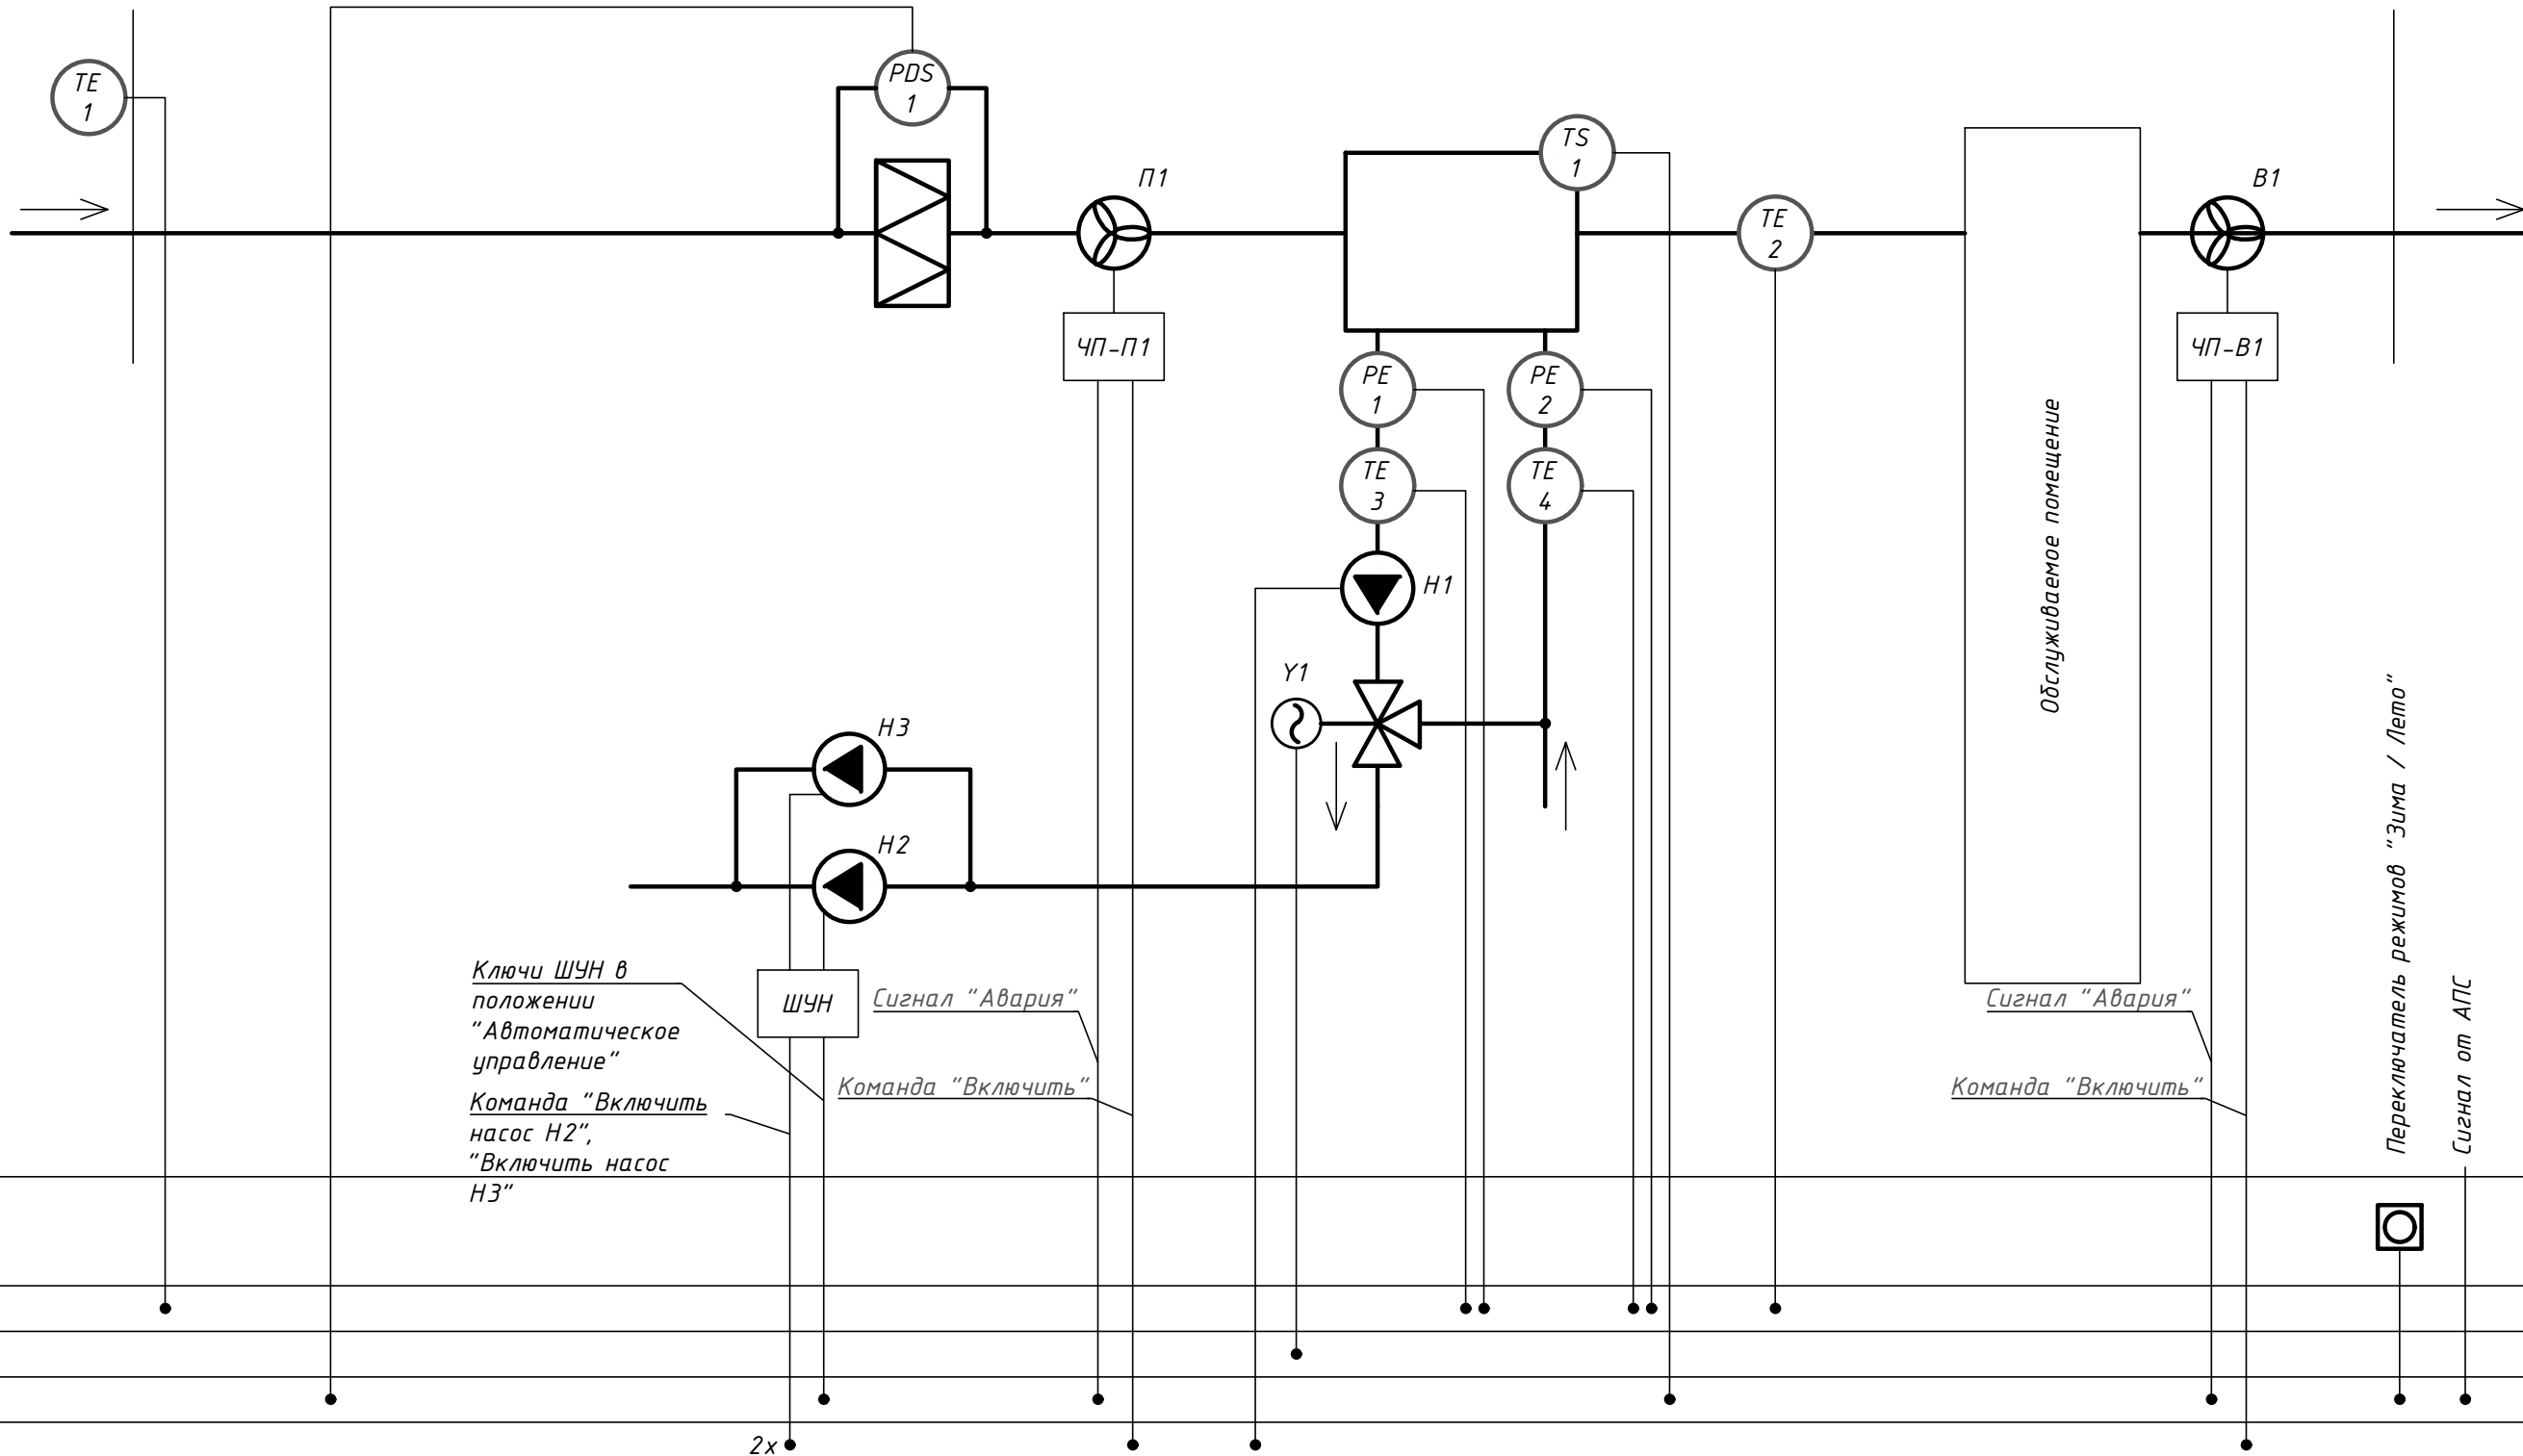 TE
1
PDS
1
П1
TS
1
TE
2
В1
ЧП-П1
ЧП-В1
PE
1
PE
2
TE
3
TE
4
Н1
Y1
Н3
Н2
Обслуживаемое помещение
Ключи ШУН в
положении
"Автоматическое
управление"
ШУН
Сигнал "Авария"
Команда "Включить"
Команда "Включить
насос Н2",
"Включить насос
Н3"
Сигнал "Авария"
Команда "Включить"
Переключатель режимов "Зима / Лето"
Сигнал от АПС
2х